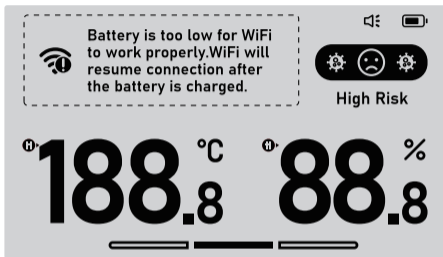 Battery is too low for WiFi
to work properly.WiFi will
resume connection after
the battery is charged.
High Risk
H 188.8 °C
H 88.8 %